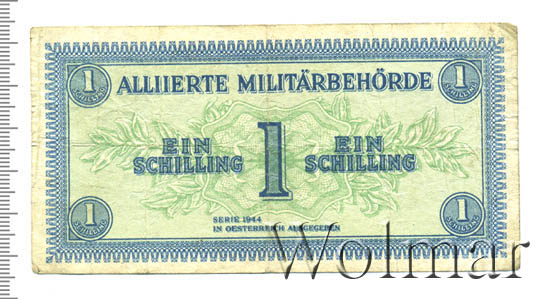 1 SCHILLING
1 SCHILLING
ALLIIERTE MILITÄRBEHÖRDE
EIN SCHILLING
1
EIN SCHILLING
SERIE 1944
IN OESTERREICH AUSGEGEBEN
1 SCHILLING
1 SCHILLING
Wolmar